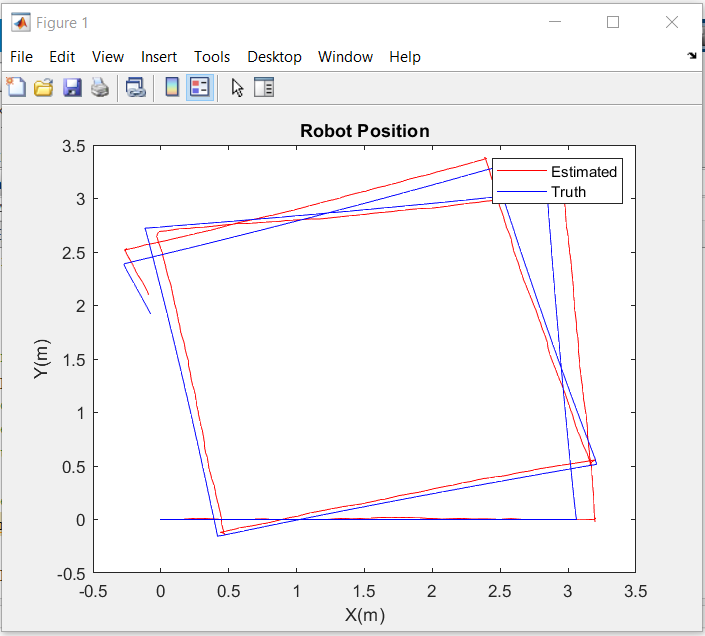 Figure 1
File Edit View Insert Tools Desktop Window Help
Robot Position
Estimated
Truth
3.5
3
2.5
2
1.5
1
0.5
0
-0.5
Y(m)
-0.5 0 0.5 1 1.5 2 2.5 3 3.5
X(m)